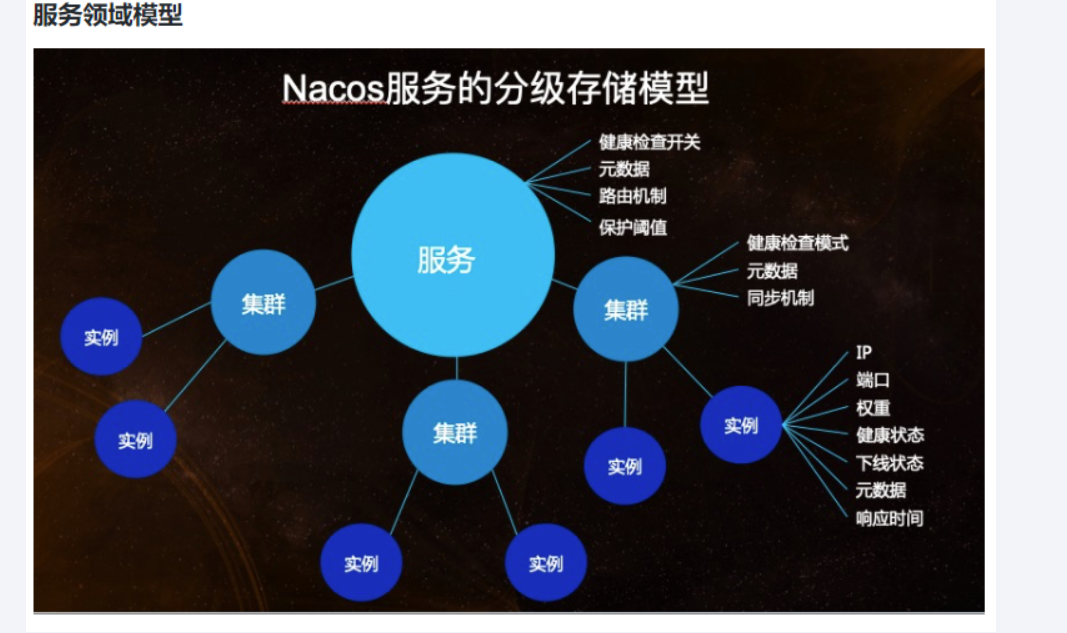 服务领域模型
Nacos服务的分级存储模型
健康检查开关
元数据
路由机制
保护阈值
服务
健康检查模式
元数据
同步机制
集群
集群
实例
IP
端口
权重
健康状态
下线状态
元数据
响应时间
实例
实例
集群
实例
实例
实例